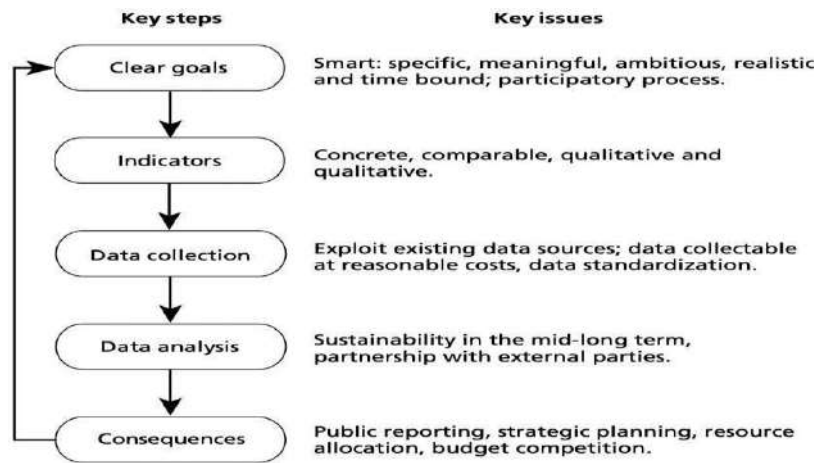 Key steps
Key issues
Clear goals
Smart: specific, meaningful, ambitious, realistic
and time bound; participatory process.
Indicators
Concrete, comparable, qualitative and
qualitative.
Data collection
Exploit existing data sources; data collectable
at reasonable costs, data standardization.
Data analysis
Sustainability in the mid-long term,
partnership with external parties.
Consequences
Public reporting, strategic planning, resource
allocation, budget competition.